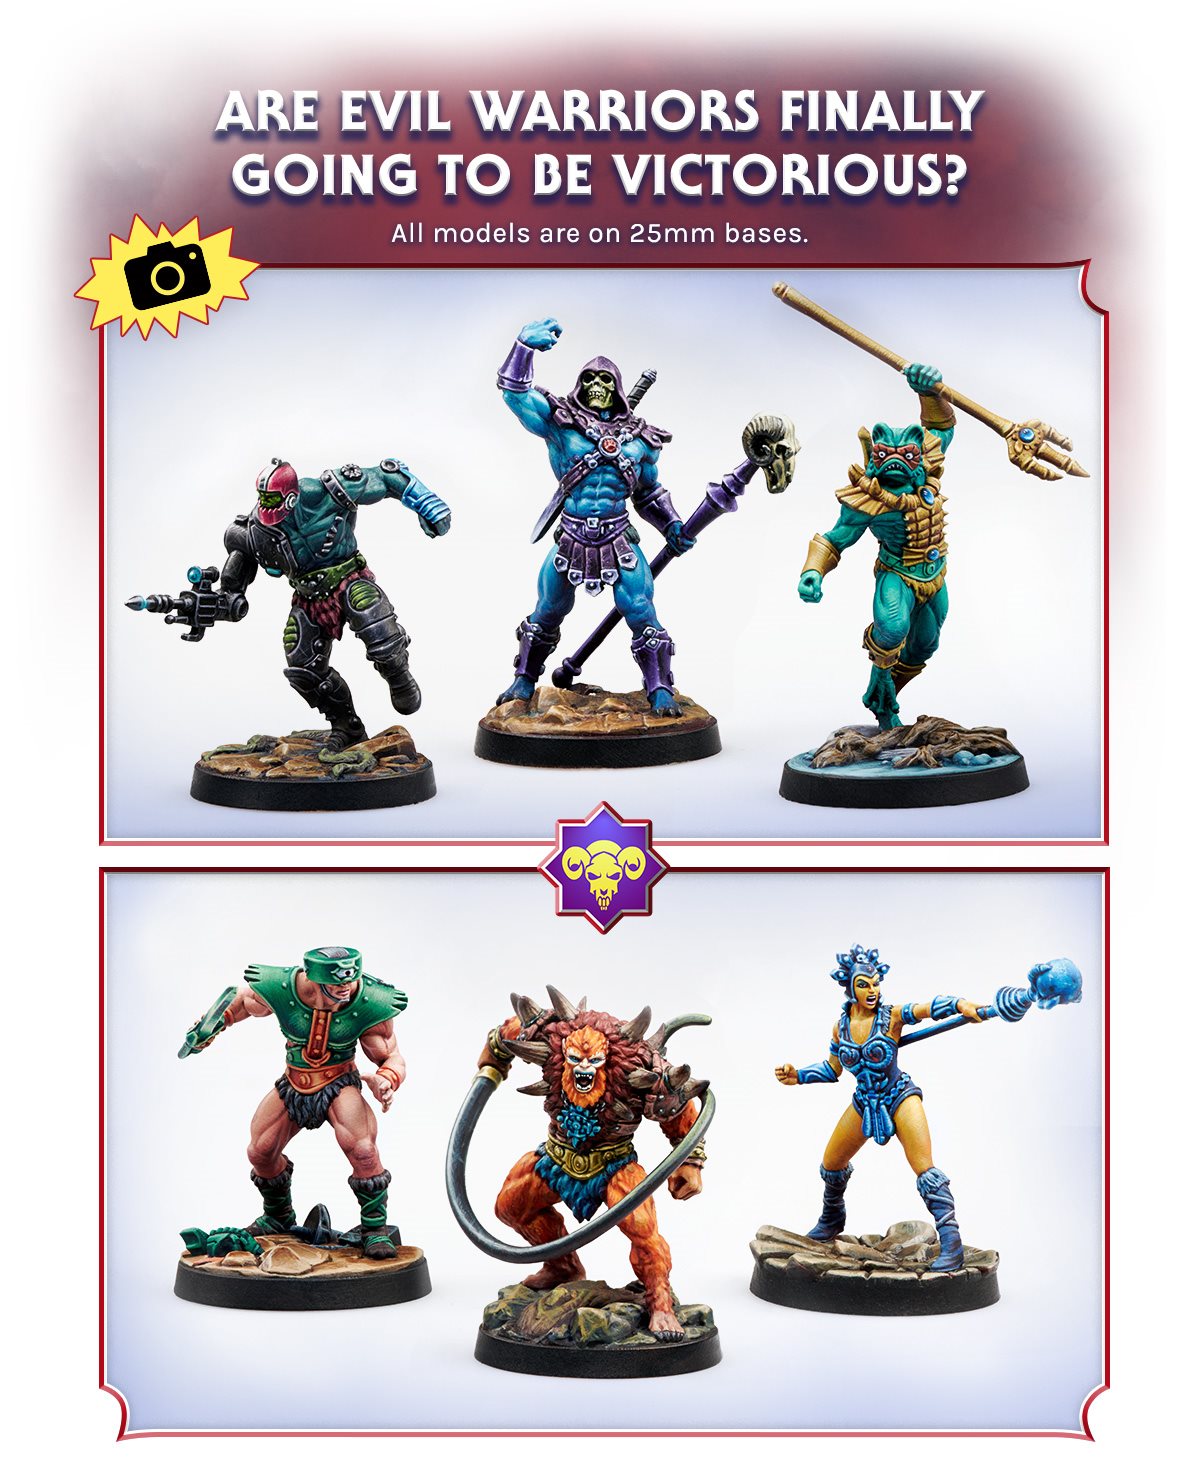 ARE EVIL WARRIORS FINALLY
GOING TO BE VICTORIOUS?
All models are on 25mm bases.